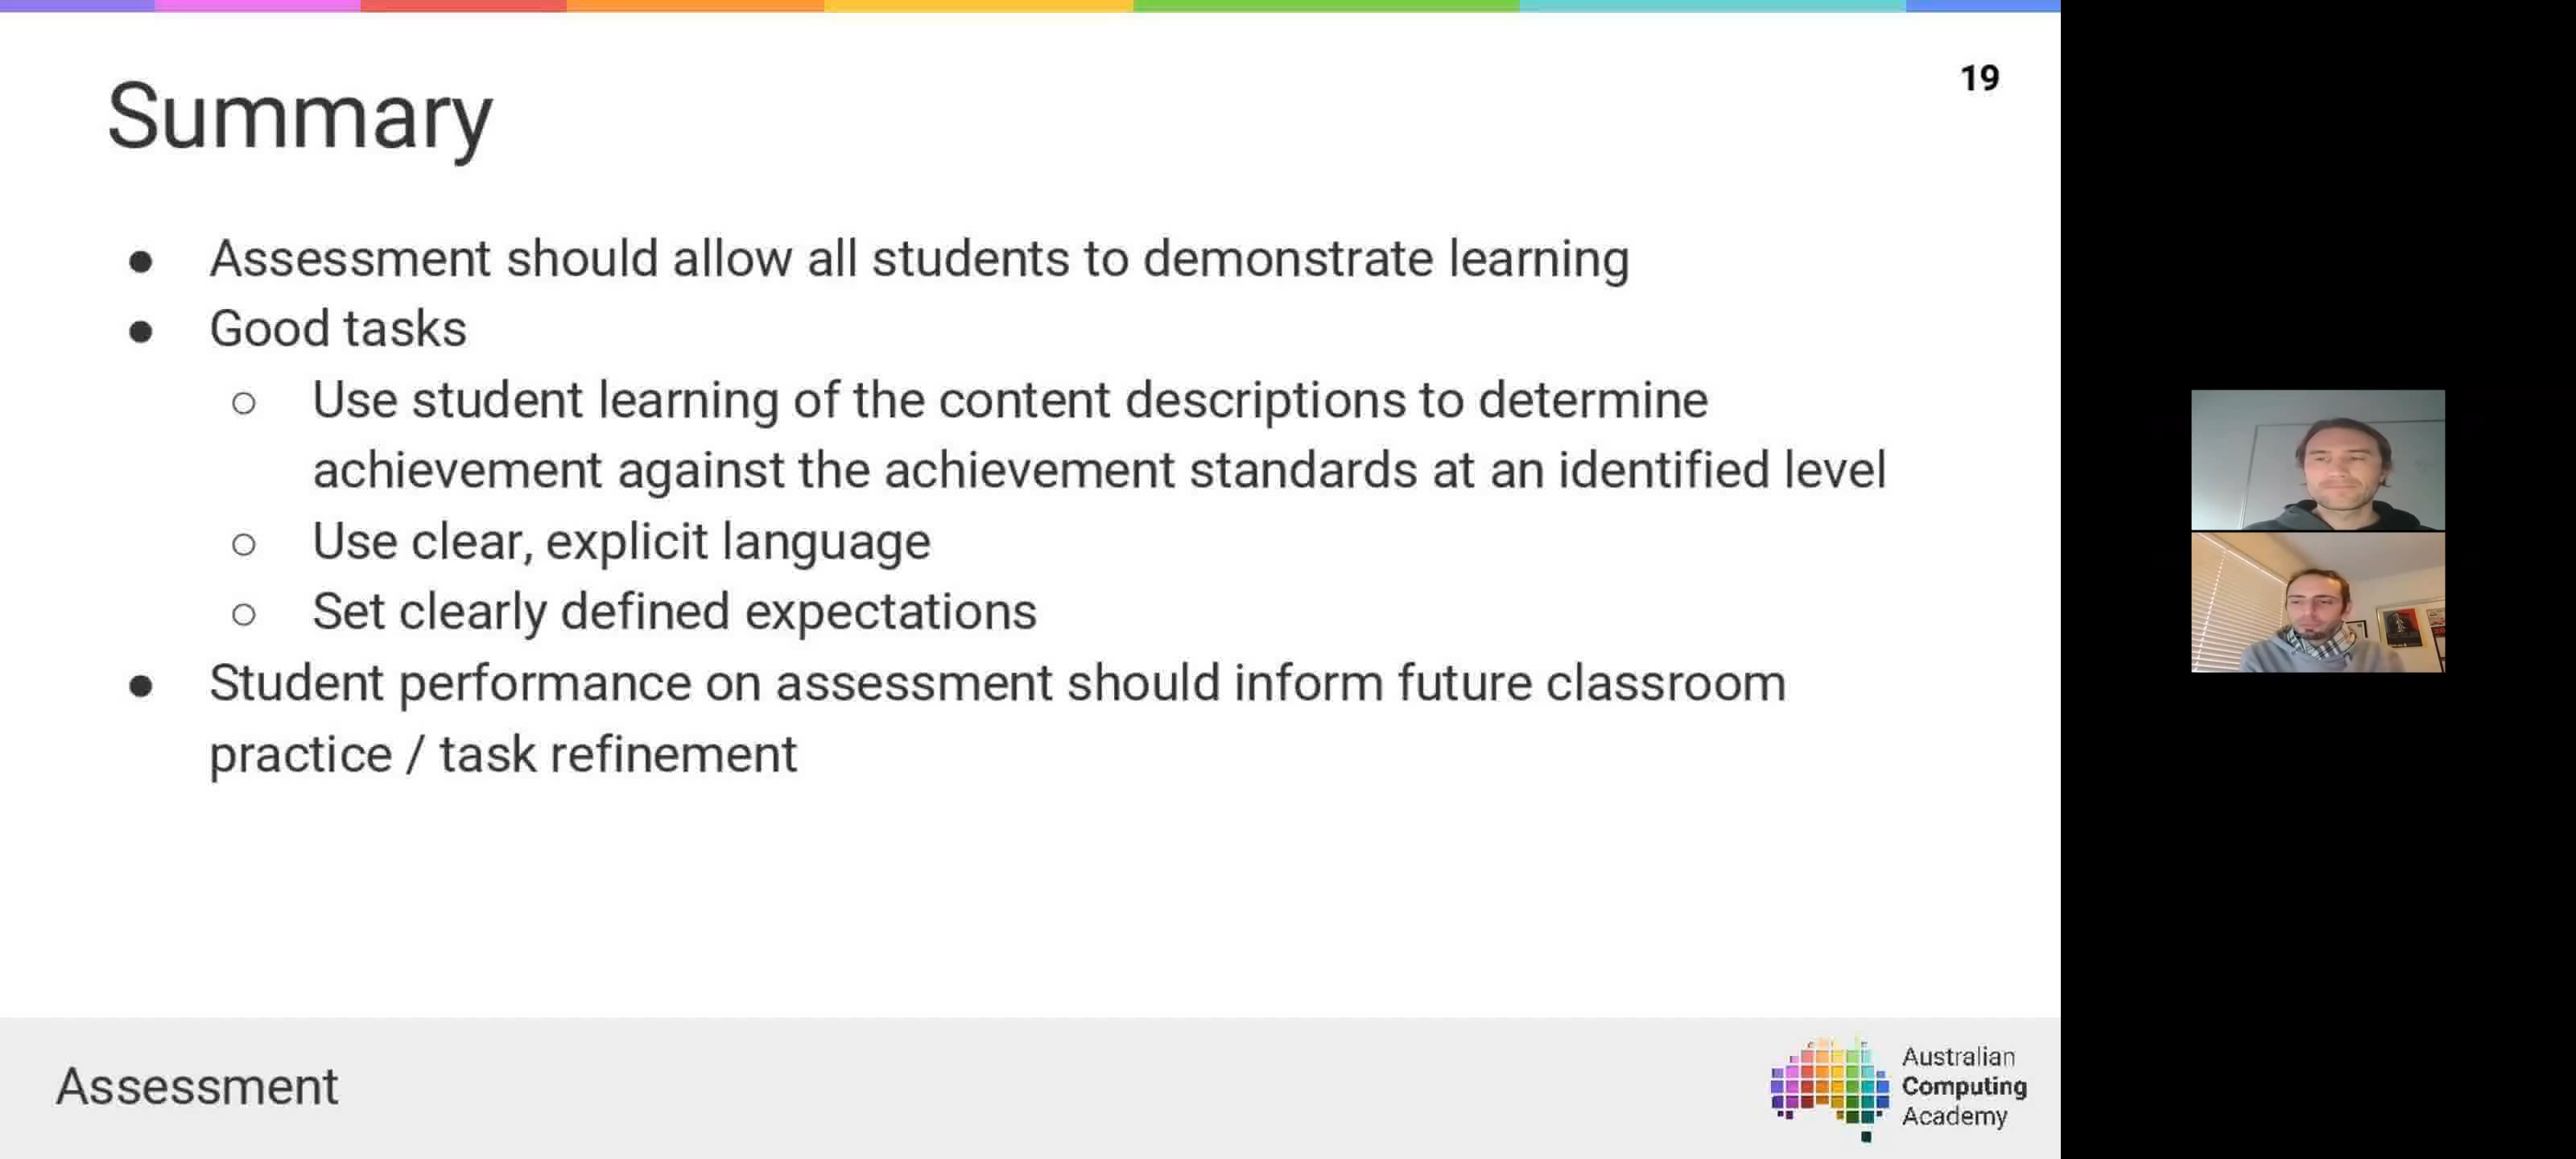 19
Summary
● Assessment should allow all students to demonstrate learning
● Good tasks
○ Use student learning of the content descriptions to determine
achievement against the achievement standards at an identified level
○ Use clear, explicit language
○ Set clearly defined expectations
● Student performance on assessment should inform future classroom
practice / task refinement
Assessment
Australian
Computing
Academy